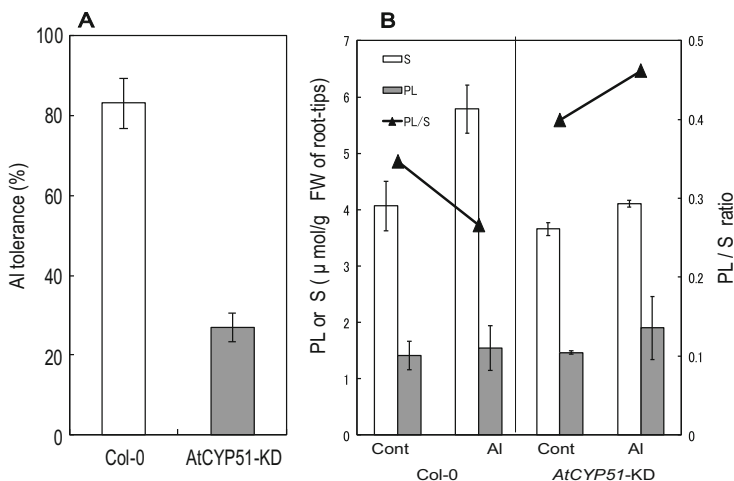 A
Al tolerance (%)
100
80
60
40
20
0
Col-0
AtCYP51-KD
B
PL or S ( μ mol/g FW of root-tips)
7
6
5
4
3
2
1
0
S
PL
PL/S
0.5
0.4
0.3
0.2
0.1
0
PL / S ratio
Cont
Al
Cont
Al
Col-0
AtCYP51-KD